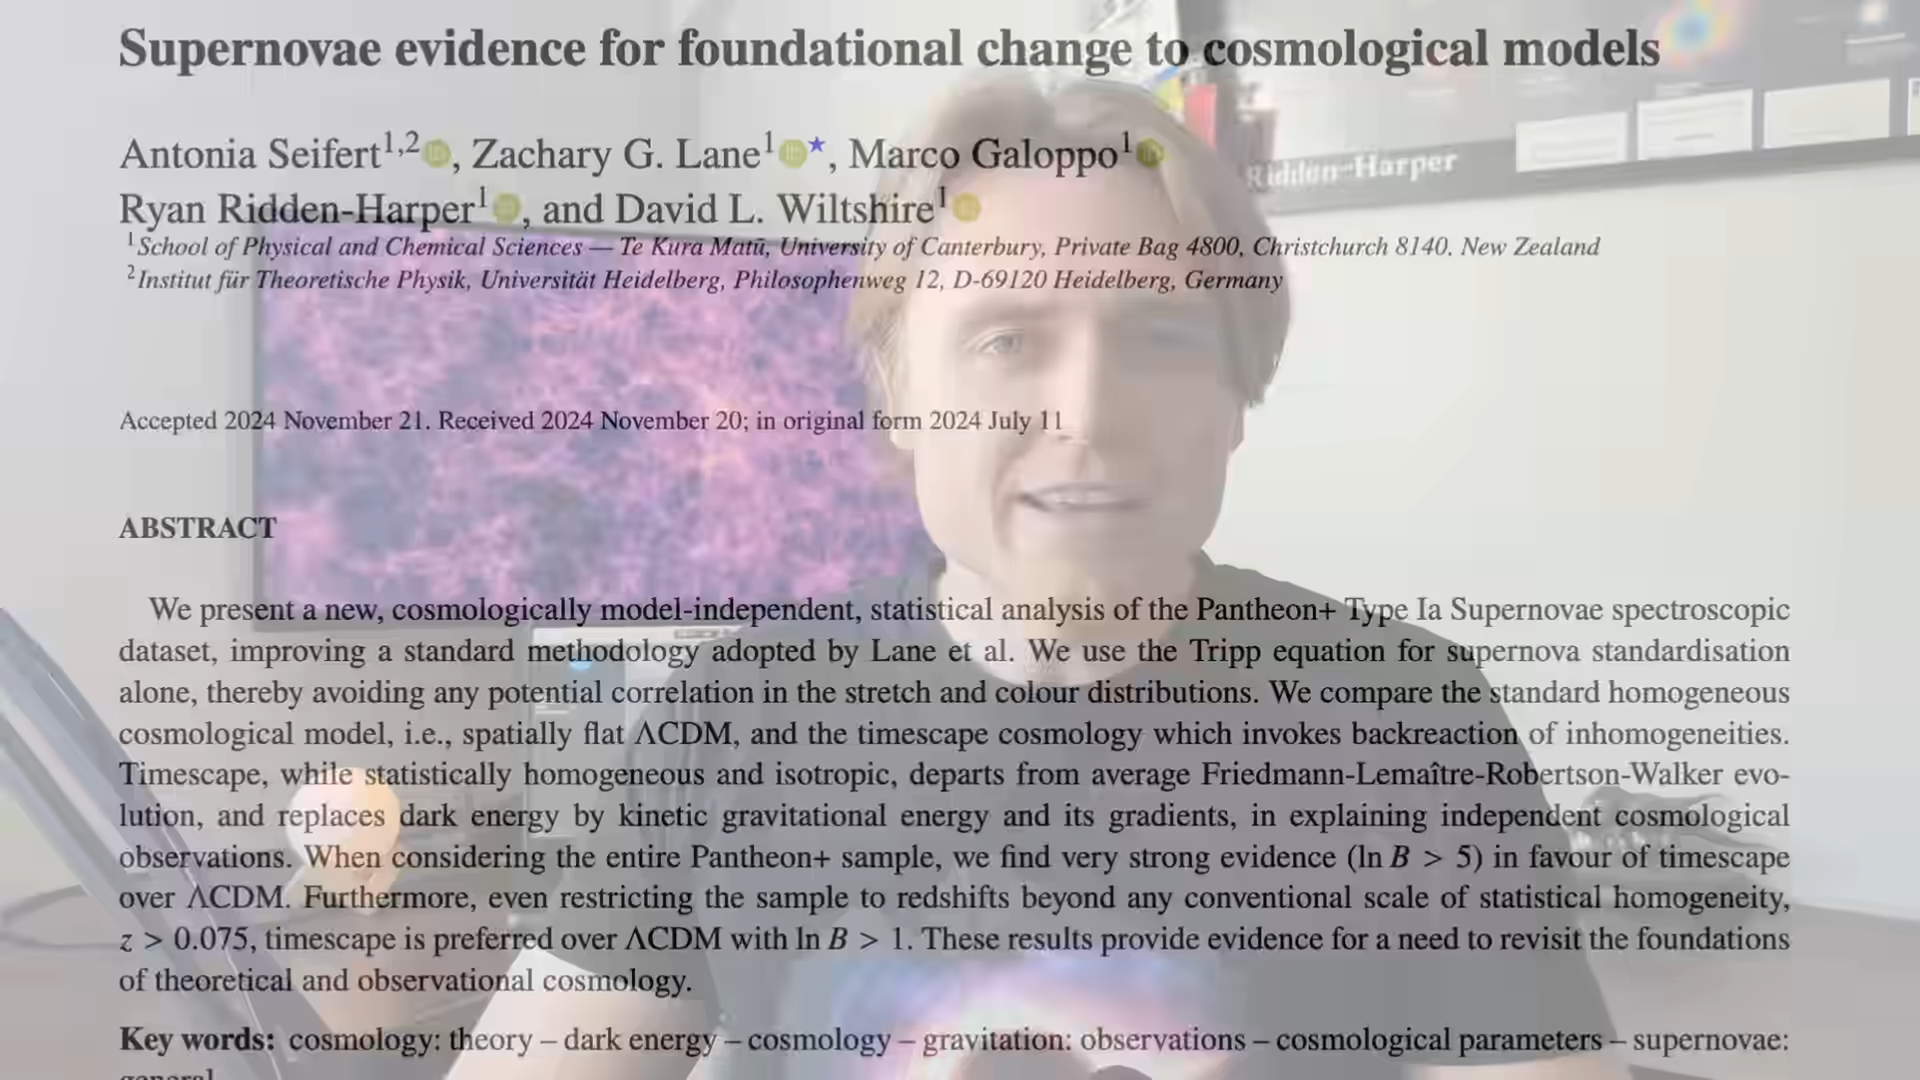 Supernovae evidence for foundational change to cosmological models
Antonia Seifert1,2, Zachary G. Lane1★, Marco Galoppo1
Ryan Ridden-Harper1, and David L. Wiltshire1
Ridden-Harper
1School of Physical and Chemical Sciences — Te Kura Matū, University of Canterbury, Private Bag 4800, Christchurch 8140, New Zealand
2Institut für Theoretische Physik, Universität Heidelberg, Philosophenweg 12, D-69120 Heidelberg, Germany
Accepted 2024 November 21. Received 2024 November 20; in original form 2024 July 11
ABSTRACT
We present a new, cosmologically model-independent, statistical analysis of the Pantheon+ Type Ia Supernovae spectroscopic
dataset, improving a standard methodology adopted by Lane et al. We use the Tripp equation for supernova standardisation
alone, thereby avoiding any potential correlation in the stretch and colour distributions. We compare the standard homogeneous
cosmological model, i.e., spatially flat ΛCDM, and the timescape cosmology which invokes backreaction of inhomogeneities.
Timescape, while statistically homogeneous and isotropic, departs from average Friedmann-Lemaître-Robertson-Walker evo-
lution, and replaces dark energy by kinetic gravitational energy and its gradients, in explaining independent cosmological
observations. When considering the entire Pantheon+ sample, we find very strong evidence (ln B > 5) in favour of timescape
over ΛCDM. Furthermore, even restricting the sample to redshifts beyond any conventional scale of statistical homogeneity,
z > 0.075, timescape is preferred over ΛCDM with ln B > 1. These results provide evidence for a need to revisit the foundations
of theoretical and observational cosmology.
Key words: cosmology: theory – dark energy – cosmology – gravitation: observations – cosmological parameters – supernovae:
general